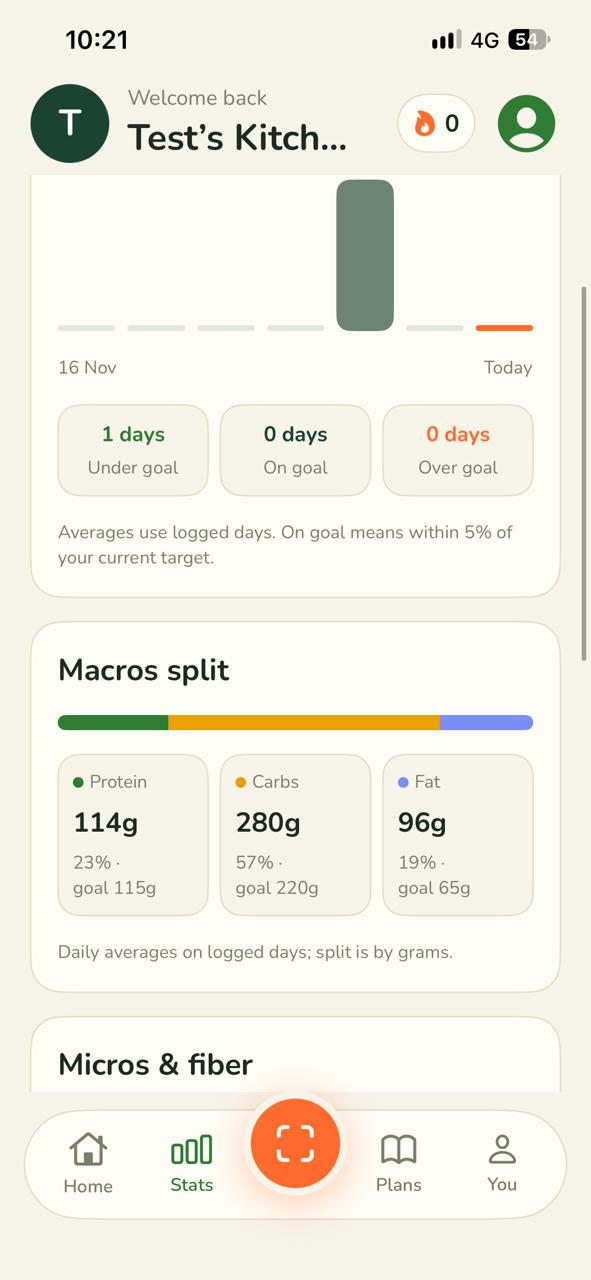 10:21
4G
54
T
Welcome back
Test’s Kitch...
0
16 Nov
Today
1 days
Under goal
0 days
On goal
0 days
Over goal
Averages use logged days. On goal means within 5% of
your current target.
Macros split
Protein
114g
23% ·
goal 115g
Carbs
280g
57% ·
goal 220g
Fat
96g
19% ·
goal 65g
Daily averages on logged days; split is by grams.
Micros & fiber
Home
Stats
Plans
You